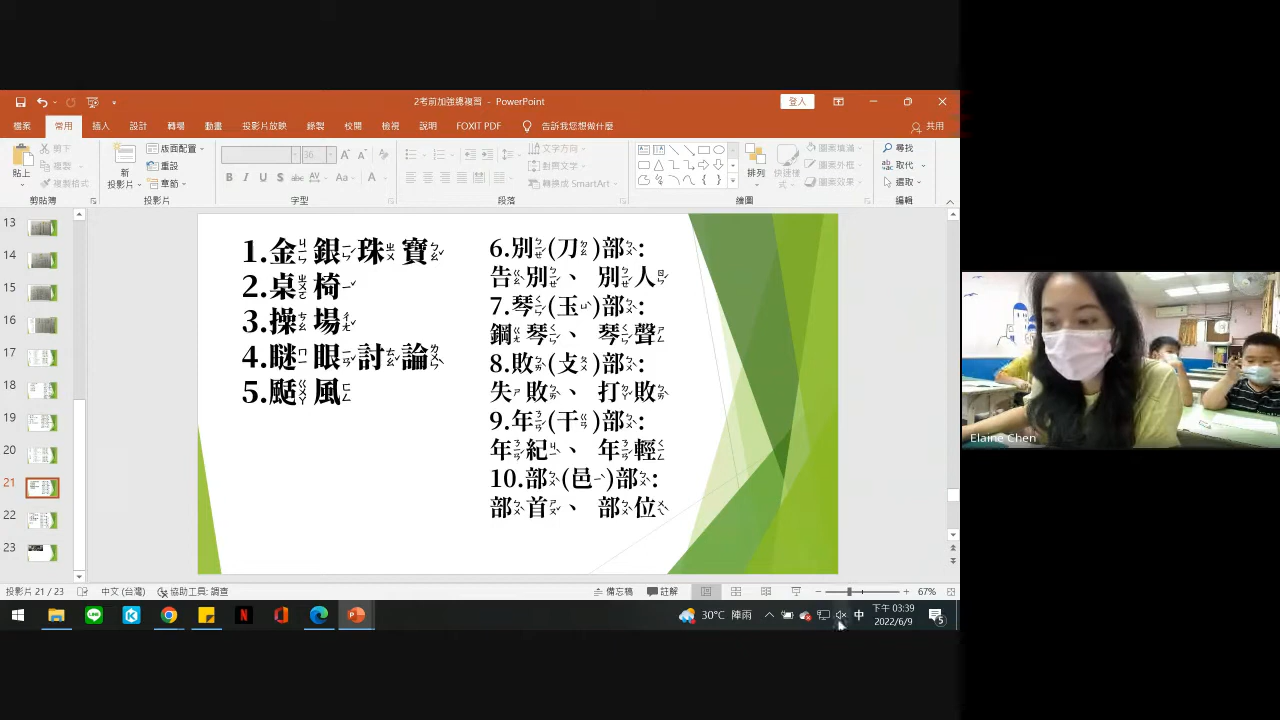 2考前加強總複習 - PowerPoint
登入
檔案 常用 插入 設計 轉場 動畫 投影片放映 錄製 校閱 檢視 說明 FOXIT PDF 告訴我您想做什麼 共用
貼上
剪下
複製
複製格式
剪貼簿
新投影片
版面配置
重設
章節
投影片
36
字型
文字方向
對齊文字
轉換成 SmartArt
段落
排列
快速樣式
圖案填滿
圖案外框
圖案效果
繪圖
尋找
取代
選取
編輯
13
14
15
16
17
18
19
20
21
22
23
1.金銀珠寶
2.桌椅
3.操場
4.瞇眼討論
5.颳風
6.別(刀)部:
告別、別人
7.琴(玉)部:
鋼琴、琴聲
8.敗(攴)部:
失敗、打敗
9.年(干)部:
年紀、年輕
10.部(邑)部:
部首、部位
投影片 21 / 23 中文 (台灣) 協助工具: 調查 備忘稿 註解 67%
30°C 陣雨 中 下午 03:39
2022/6/9
5
Elaine Chen